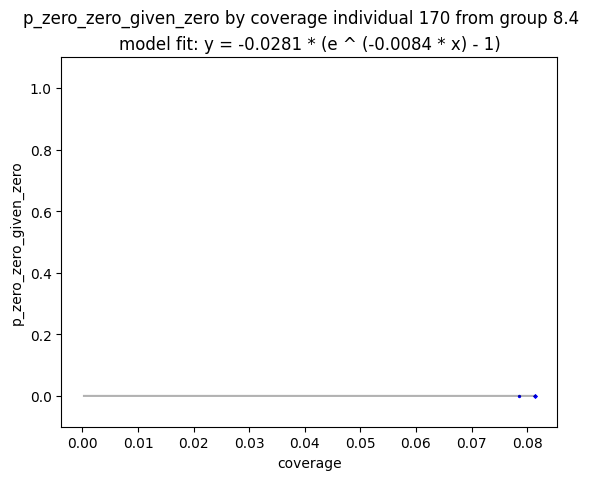 p_zero_zero_given_zero by coverage individual 170 from group 8.4
model fit: y = -0.0281 * (e ^ (-0.0084 * x) - 1)
1.0
0.8
0.6
0.4
0.2
0.0
p_zero_zero_given_zero
0.00 0.01 0.02 0.03 0.04 0.05 0.06 0.07 0.08
coverage